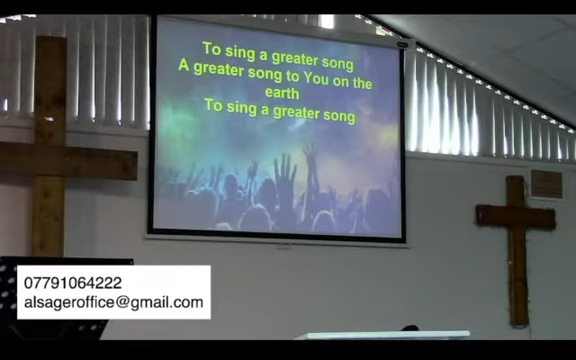 To sing a greater song
A greater song to You on the
earth
To sing a greater song
07791064222
alsageroffice@gmail.com